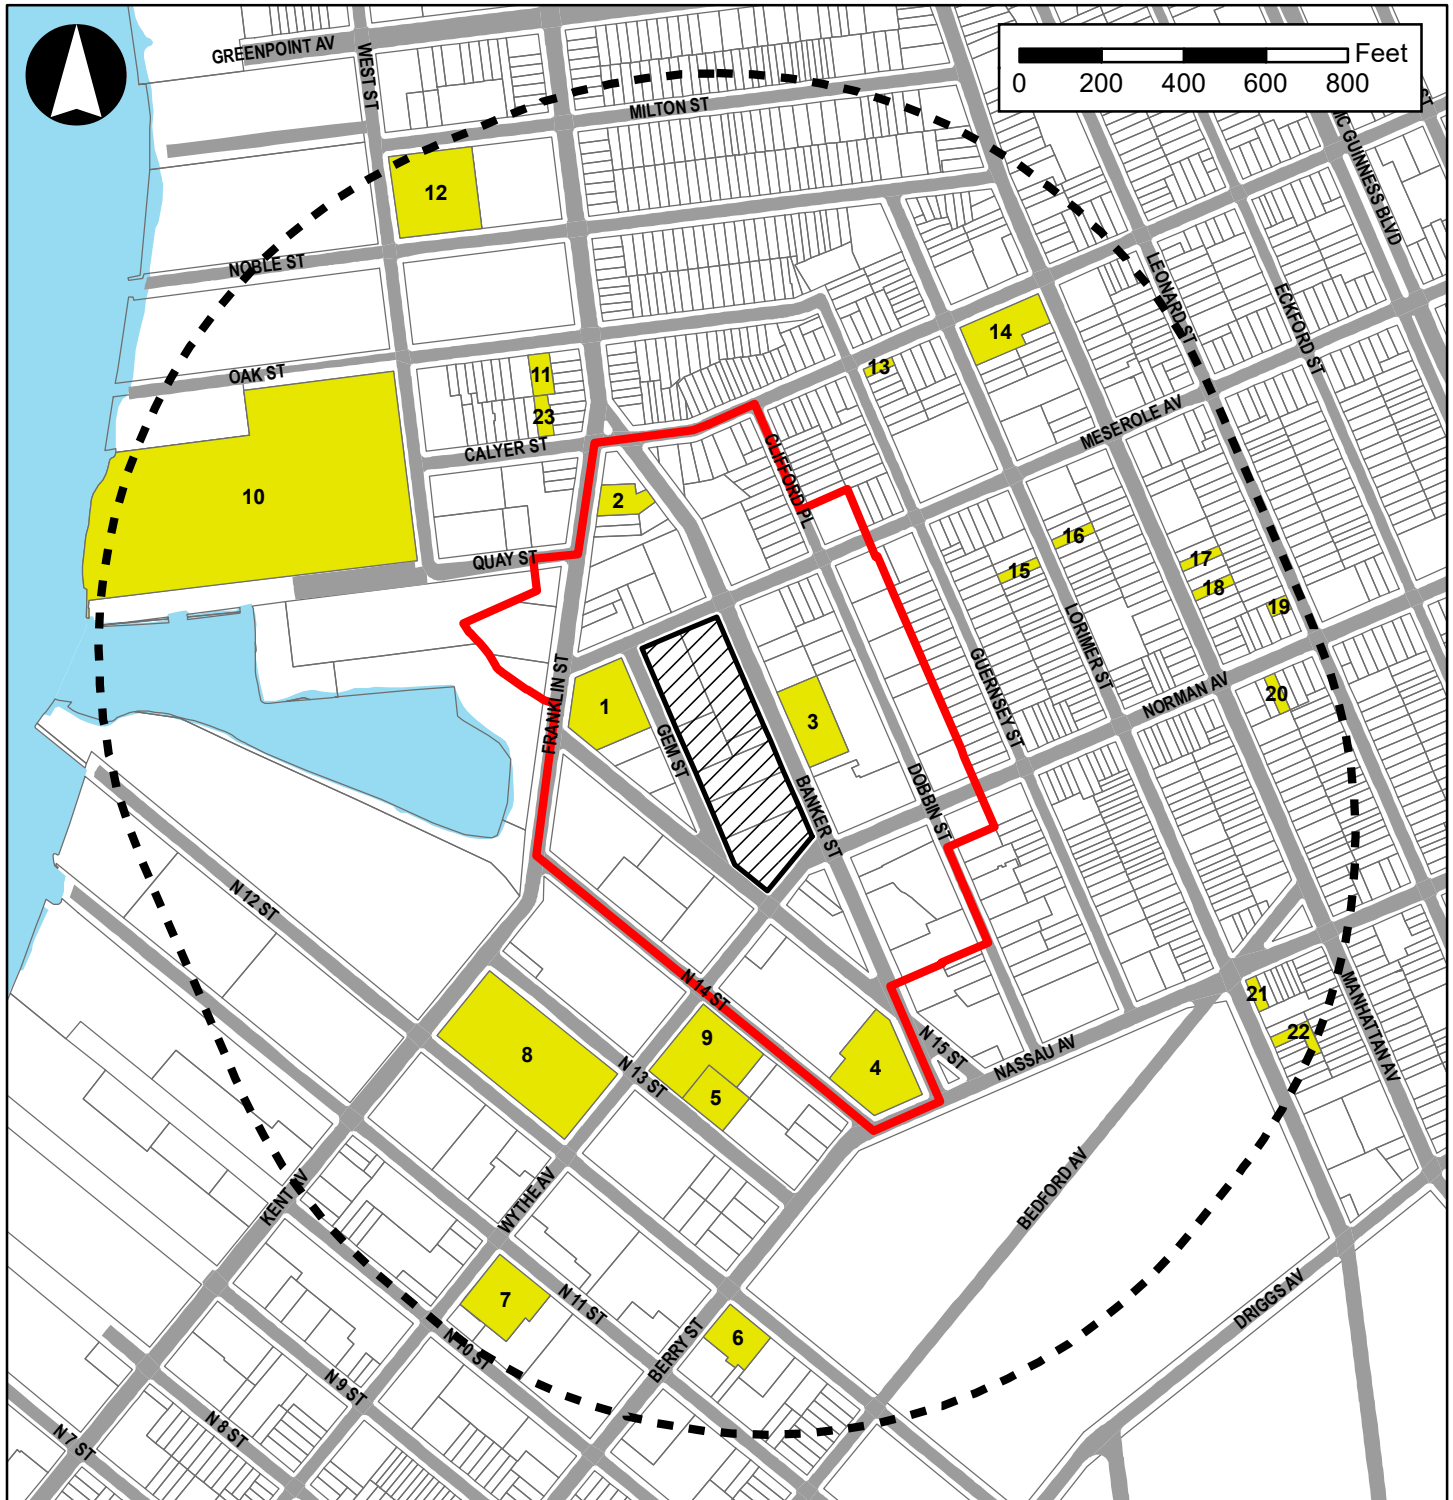 GREENPOINT AV
WEST ST
Feet
0 200 400 600 800
MILTON ST
GUINNESS BLVD
12
NOBLE ST
LEONARD ST
ECKFORD ST
14
13
OAK ST
11
23
MESEROLE AV
CALYER ST
CLIFFORD PL
10
2
16
QUAY ST
17
15
18
19
LORIMER ST
GUERNSEY ST
NORMAN AV
20
FRANKLIN ST
1
GEM ST
3
BANKER ST
DOBBIN ST
N 12 ST
N 14 ST
21
MANHATTAN AV
22
9
8
N 13 ST
5
4
N 15 ST
NASSAU AV
BEDFORD AV
KENT AV
WYTHE AV
7
N 11 ST
6
DRIGGS AV
BERRY ST
N 10 ST
N 9 ST
N 8 ST
N 7 ST